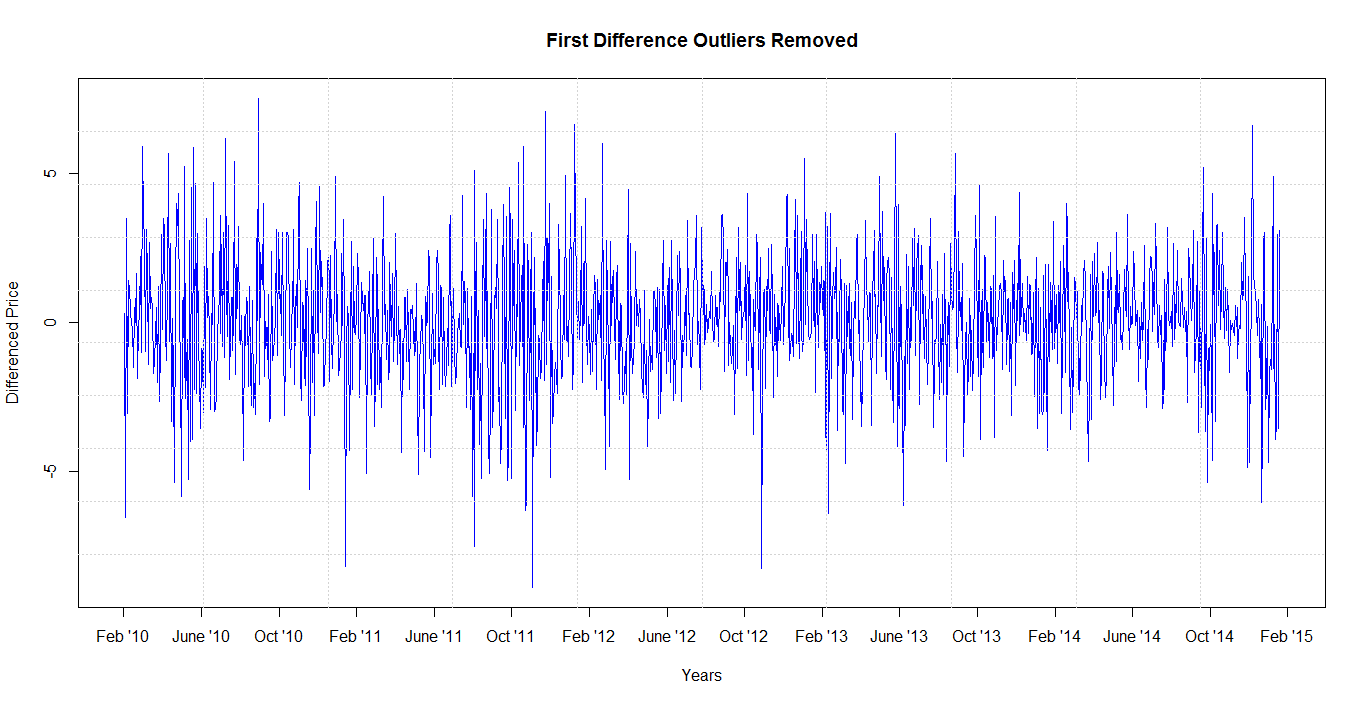 First Difference Outliers Removed
Differenced Price
5
0
-5
Feb '10 June '10 Oct '10 Feb '11 June '11 Oct '11 Feb '12 June '12 Oct '12 Feb '13 June '13 Oct '13 Feb '14 June '14 Oct '14 Feb '15
Years